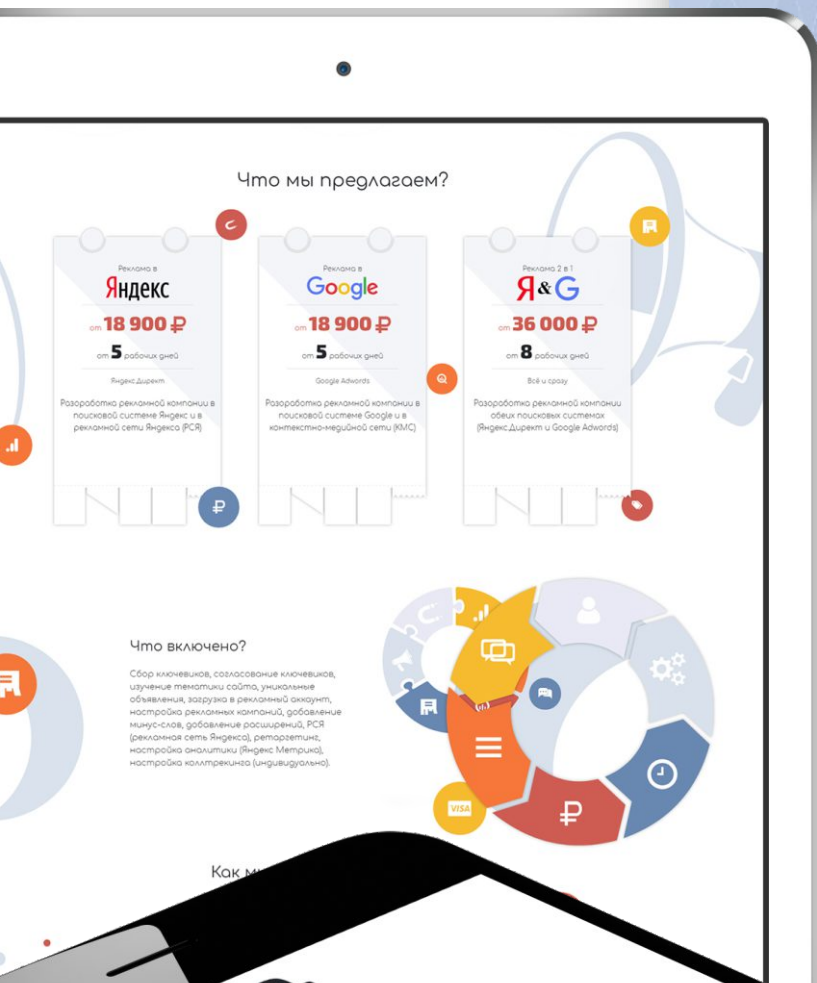 Что мы предлагаем?
Реклама в
Яндекс
от 18 900 ₽
от 5 рабочих дней
Яндекс.Директ
Разработка рекламной компании в
поисковой системе Яндекс и в
рекламной сети Яндекса (РСЯ)
Реклама в
Google
от 18 900 ₽
от 5 рабочих дней
Google Adwords
Разработка рекламной компании в
поисковой системе Google и в
контекстно-медийной сети (КМС)
Реклама 2 в 1
Я & G
от 36 000 ₽
от 8 рабочих дней
Всё и сразу
Разработка рекламной компании
обеих поисковых системах
(Яндекс.Директ и Google Adwords)
₽
Что включено?
Сбор ключевиков, согласование ключевиков,
изучение тематики сайта, уникальные
объявления, загрузка в рекламный аккаунт,
настройка рекламных кампаний, добавление
минус-слов, добавление расширений, РСЯ
(рекламная сеть Яндекса), ретаргетинг,
настройка аналитики (Яндекс Метрика),
настройка коллтрекинга (индивидуально).
VISA
₽
Как